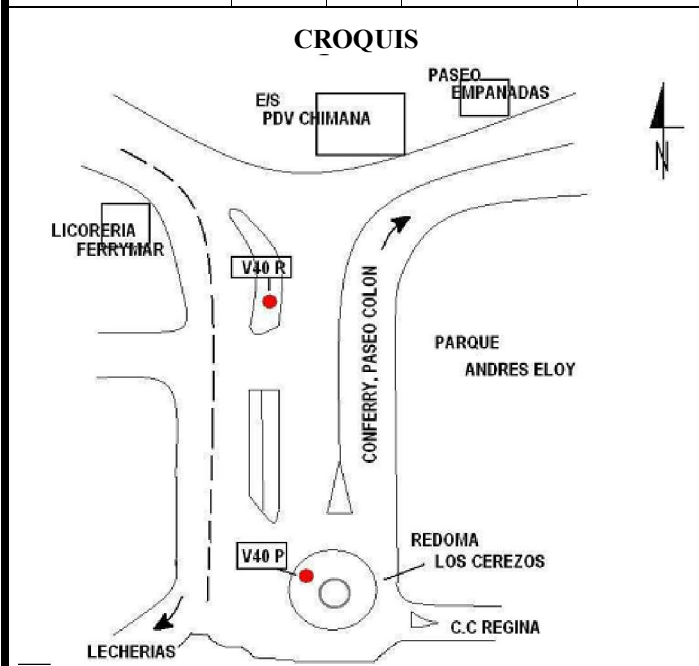 CROQUIS
PASEO
EMPANADAS
E/S
PDV CHIMANA
N
LICORERIA
FERRYMAR
V40 R
CONFERRY, PASEO COLON
PARQUE
ANDRES ELOY
V40 P
REDOMA
LOS CEREZOS
C.C REGINA
LECHERIAS